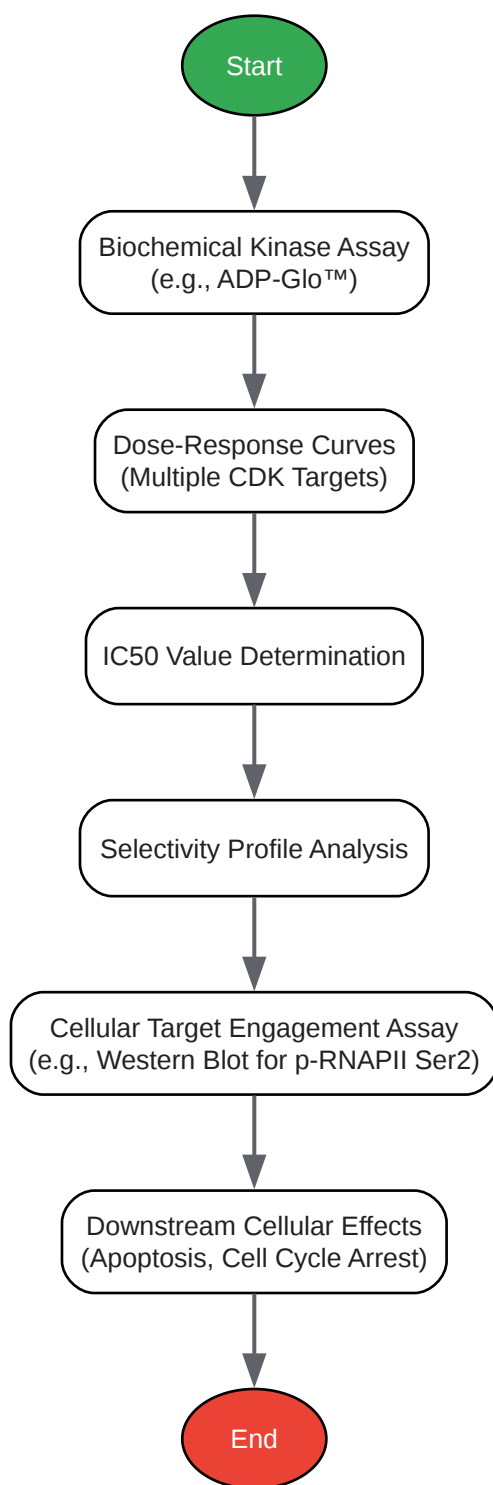 Start
Biochemical Kinase Assay
(e.g., ADP-Glo™)
Dose-Response Curves
(Multiple CDK Targets)
IC50 Value Determination
Selectivity Profile Analysis
Cellular Target Engagement Assay
(e.g., Western Blot for p-RNAPII Ser2)
Downstream Cellular Effects
(Apoptosis, Cell Cycle Arrest)
End